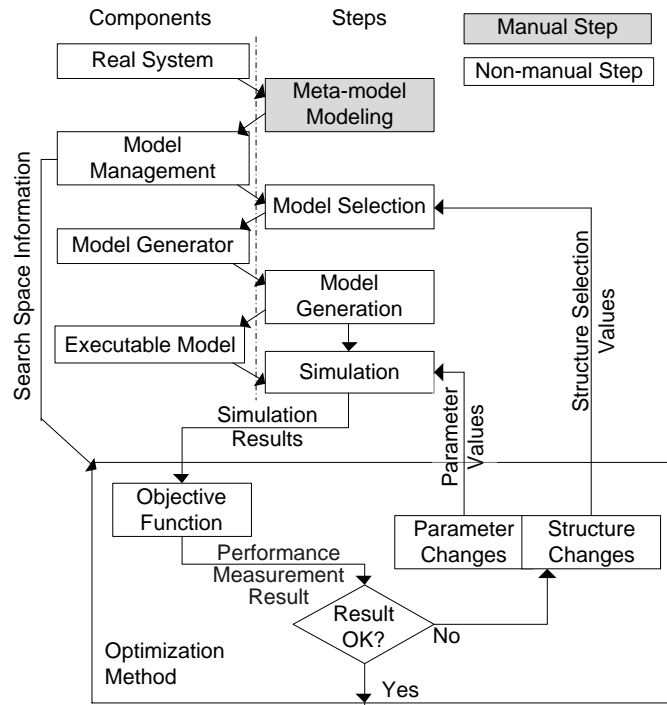 Components
Steps
Manual Step
Non-manual Step
Real System
Meta-model
Modeling
Model
Management
Model Selection
Model Generator
Model
Generation
Executable Model
Simulation
Search Space Information
Structure Selection
Values
Parameter
Values
Simulation
Results
Objective
Function
Parameter
Changes
Structure
Changes
Performance
Measurement
Result
Result
OK?
No
Optimization
Method
Yes